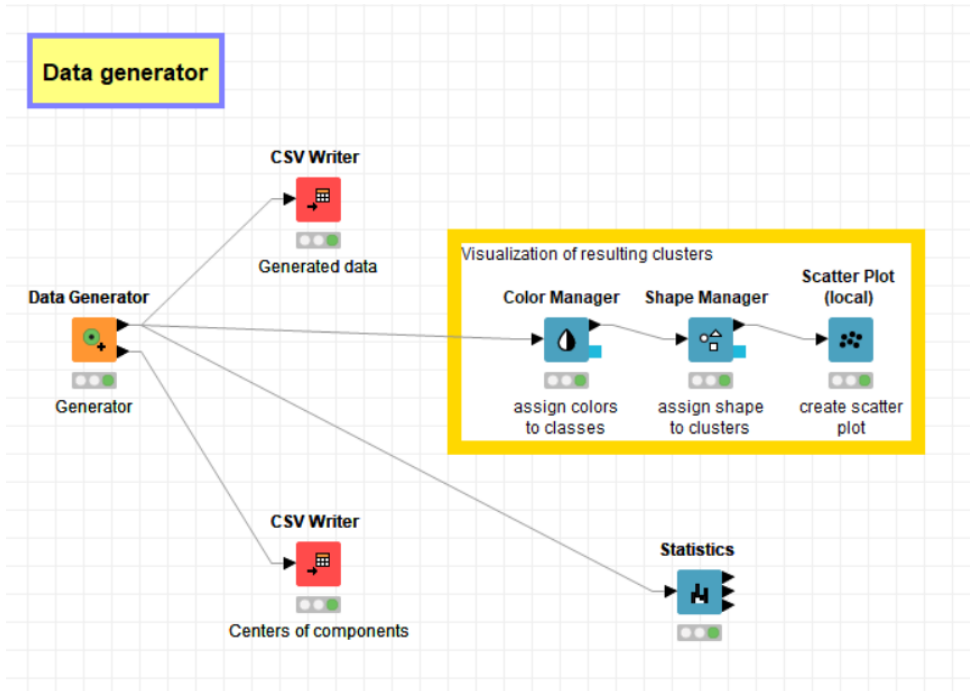 Data generator
CSV Writer
Generated data
Visualization of resulting clusters
Data Generator
Generator
Color Manager
assign colors
to classes
Shape Manager
assign shape
to clusters
Scatter Plot
(local)
create scatter
plot
CSV Writer
Centers of components
Statistics